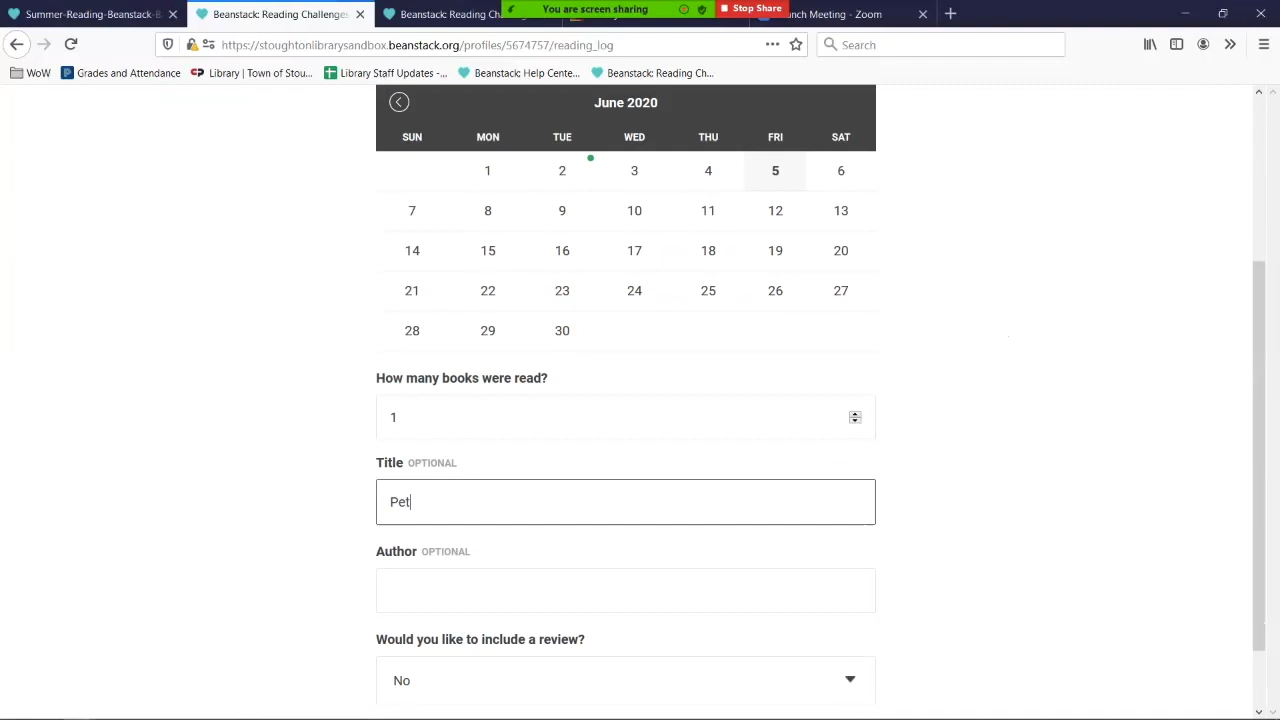 Summer-Reading-Beanstack-B
Beanstack: Reading Challenges
Beanstack: Reading Cha
You are screen sharing
Stop Share
nch Meeting - Zoom
https://stoughtonlibrarysandbox.beanstack.org/profiles/5674757/reading_log
Search
WoW
Grades and Attendance
Library | Town of Stou...
Library Staff Updates -...
Beanstack: Help Cente...
Beanstack: Reading Ch...
June 2020
SUN MON TUE WED THU FRI SAT
1 2 3 4 5 6
7 8 9 10 11 12 13
14 15 16 17 18 19 20
21 22 23 24 25 26 27
28 29 30
How many books were read?
1
Title OPTIONAL
Pet
Author OPTIONAL
Would you like to include a review?
No